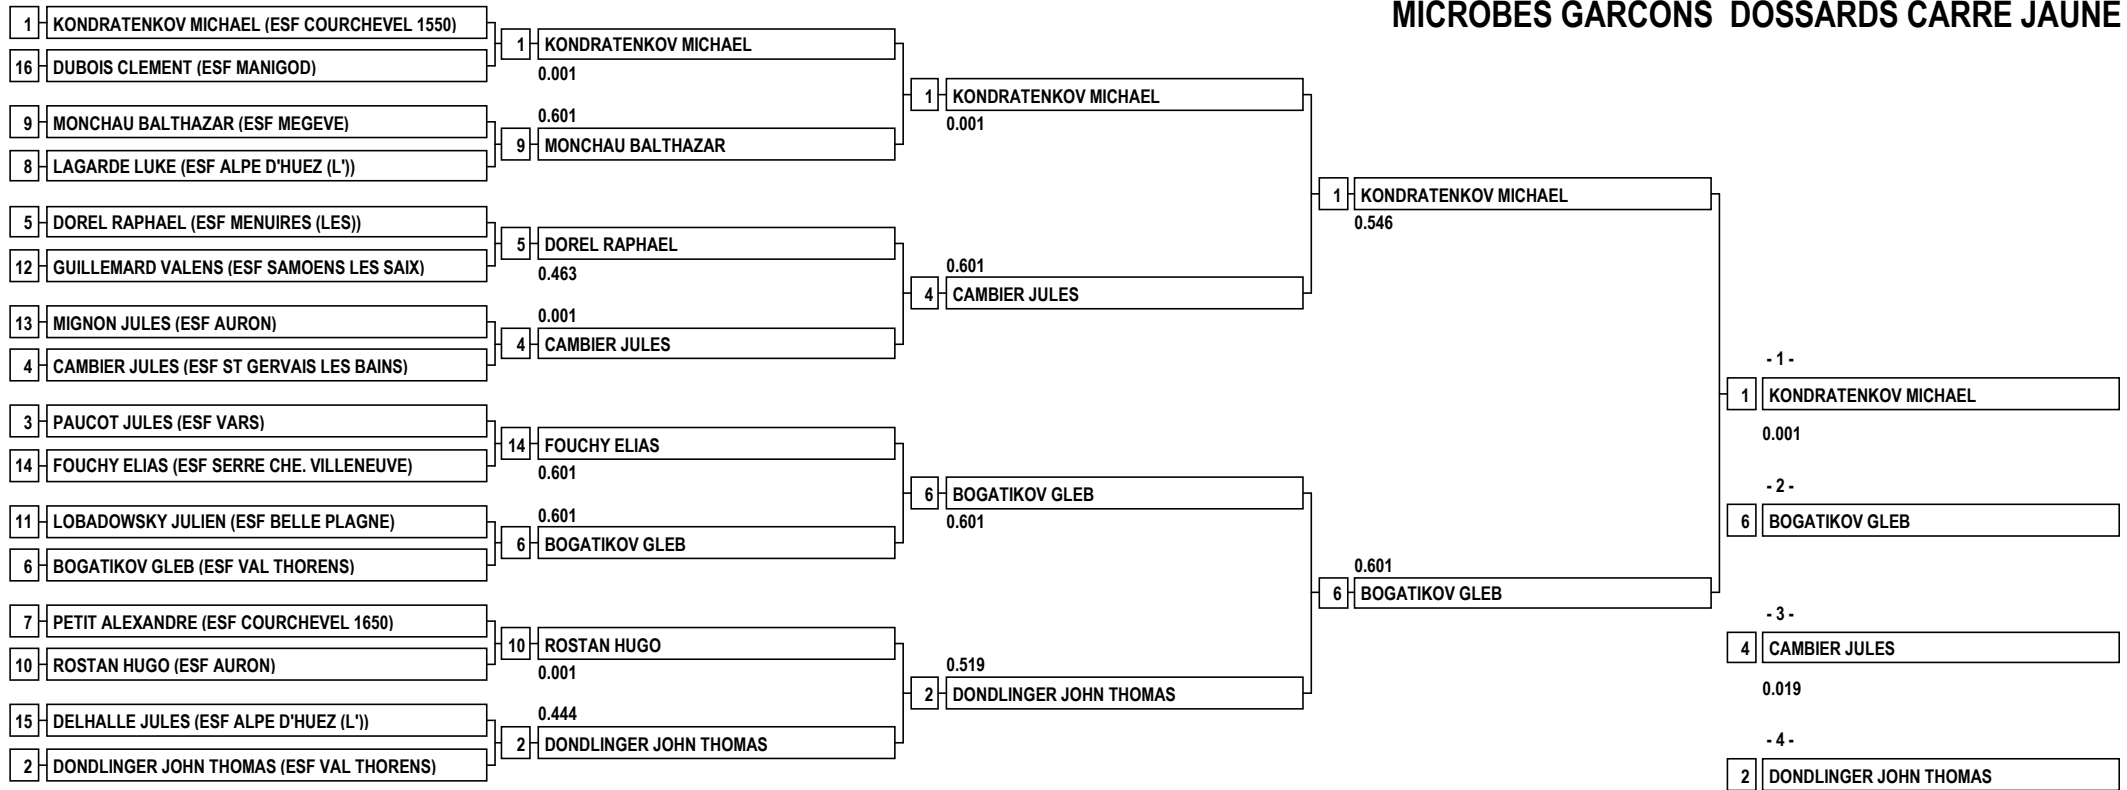 MICROBES GARCONS DOSSARDS CARRE JAUNE
1 KONDRATENKOV MICHAEL (ESF COURCHEVEL 1550)
16 DUBOIS CLEMENT (ESF MANIGOD)
9 MONCHAU BALTHAZAR (ESF MEGEVE)
8 LAGARDE LUKE (ESF ALPE D'HUEZ (L'))
5 DOREL RAPHAEL (ESF MENUIRES (LES))
12 GUILLEMARD VALENS (ESF SAMOENS LES SAIX)
13 MIGNON JULES (ESF AURON)
4 CAMBIER JULES (ESF ST GERVAIS LES BAINS)
3 PAUCOT JULES (ESF VARS)
14 FOUCHY ELIAS (ESF SERRE CHE. VILLENEUVE)
11 LOBADOWSKY JULIEN (ESF BELLE PLAGNE)
6 BOGATIKOV GLEB (ESF VAL THORENS)
7 PETIT ALEXANDRE (ESF COURCHEVEL 1650)
10 ROSTAN HUGO (ESF AURON)
15 DELHALLE JULES (ESF ALPE D'HUEZ (L'))
2 DONDLINGER JOHN THOMAS (ESF VAL THORENS)
1 KONDRATENKOV MICHAEL
0.001
0.601
9 MONCHAU BALTHAZAR
5 DOREL RAPHAEL
0.463
0.001
4 CAMBIER JULES
14 FOUCHY ELIAS
0.601
0.601
6 BOGATIKOV GLEB
10 ROSTAN HUGO
0.001
0.444
2 DONDLINGER JOHN THOMAS
1 KONDRATENKOV MICHAEL
0.001
0.601
4 CAMBIER JULES
6 BOGATIKOV GLEB
0.601
0.519
2 DONDLINGER JOHN THOMAS
1 KONDRATENKOV MICHAEL
0.546
0.601
6 BOGATIKOV GLEB
- 1 -
1 KONDRATENKOV MICHAEL
0.001
- 2 -
6 BOGATIKOV GLEB
- 3 -
4 CAMBIER JULES
0.019
- 4 -
2 DONDLINGER JOHN THOMAS